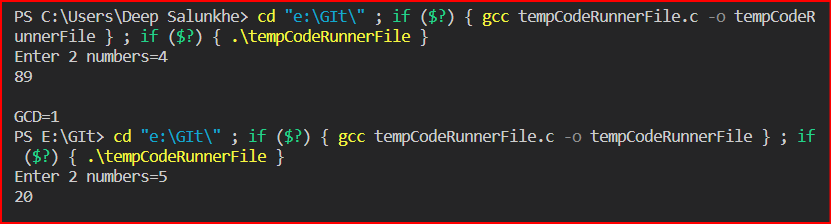 PS C:\Users\Deep Salunkhe> cd "e:\GIt\" ; if ($?) { gcc tempCodeRunnerFile.c -o tempCodeR
unnerFile } ; if ($?) { .\tempCodeRunnerFile }
Enter 2 numbers=4
89

GCD=1
PS E:\GIt> cd "e:\GIt\" ; if ($?) { gcc tempCodeRunnerFile.c -o tempCodeRunnerFile } ; if
 ($?) { .\tempCodeRunnerFile }
Enter 2 numbers=5
20